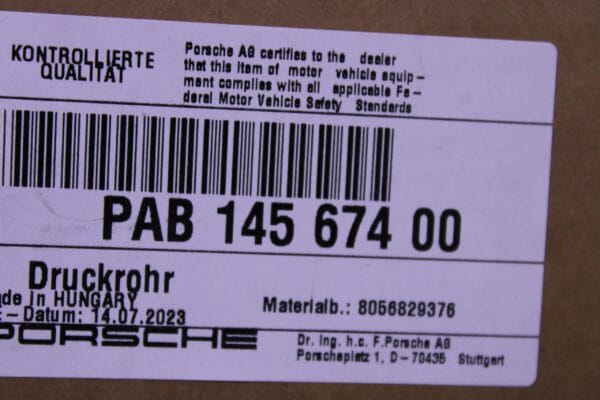 KONTROLLIERTE
QUALITÄT
Porsche AG certifies to the dealer
that this item of motor vehicle equip-
ment complies with all applicable Fe-
deral Motor Vehicle Safety Standards
PAB 145 674 00
Druckrohr
de in HUNGARY
- Datum: 14.07.2023
Materialb.: 8056829376
PORSCHE
Dr. Ing. h.c. F.Porsche AG
Porscheplatz 1, D-70435 Stuttgart